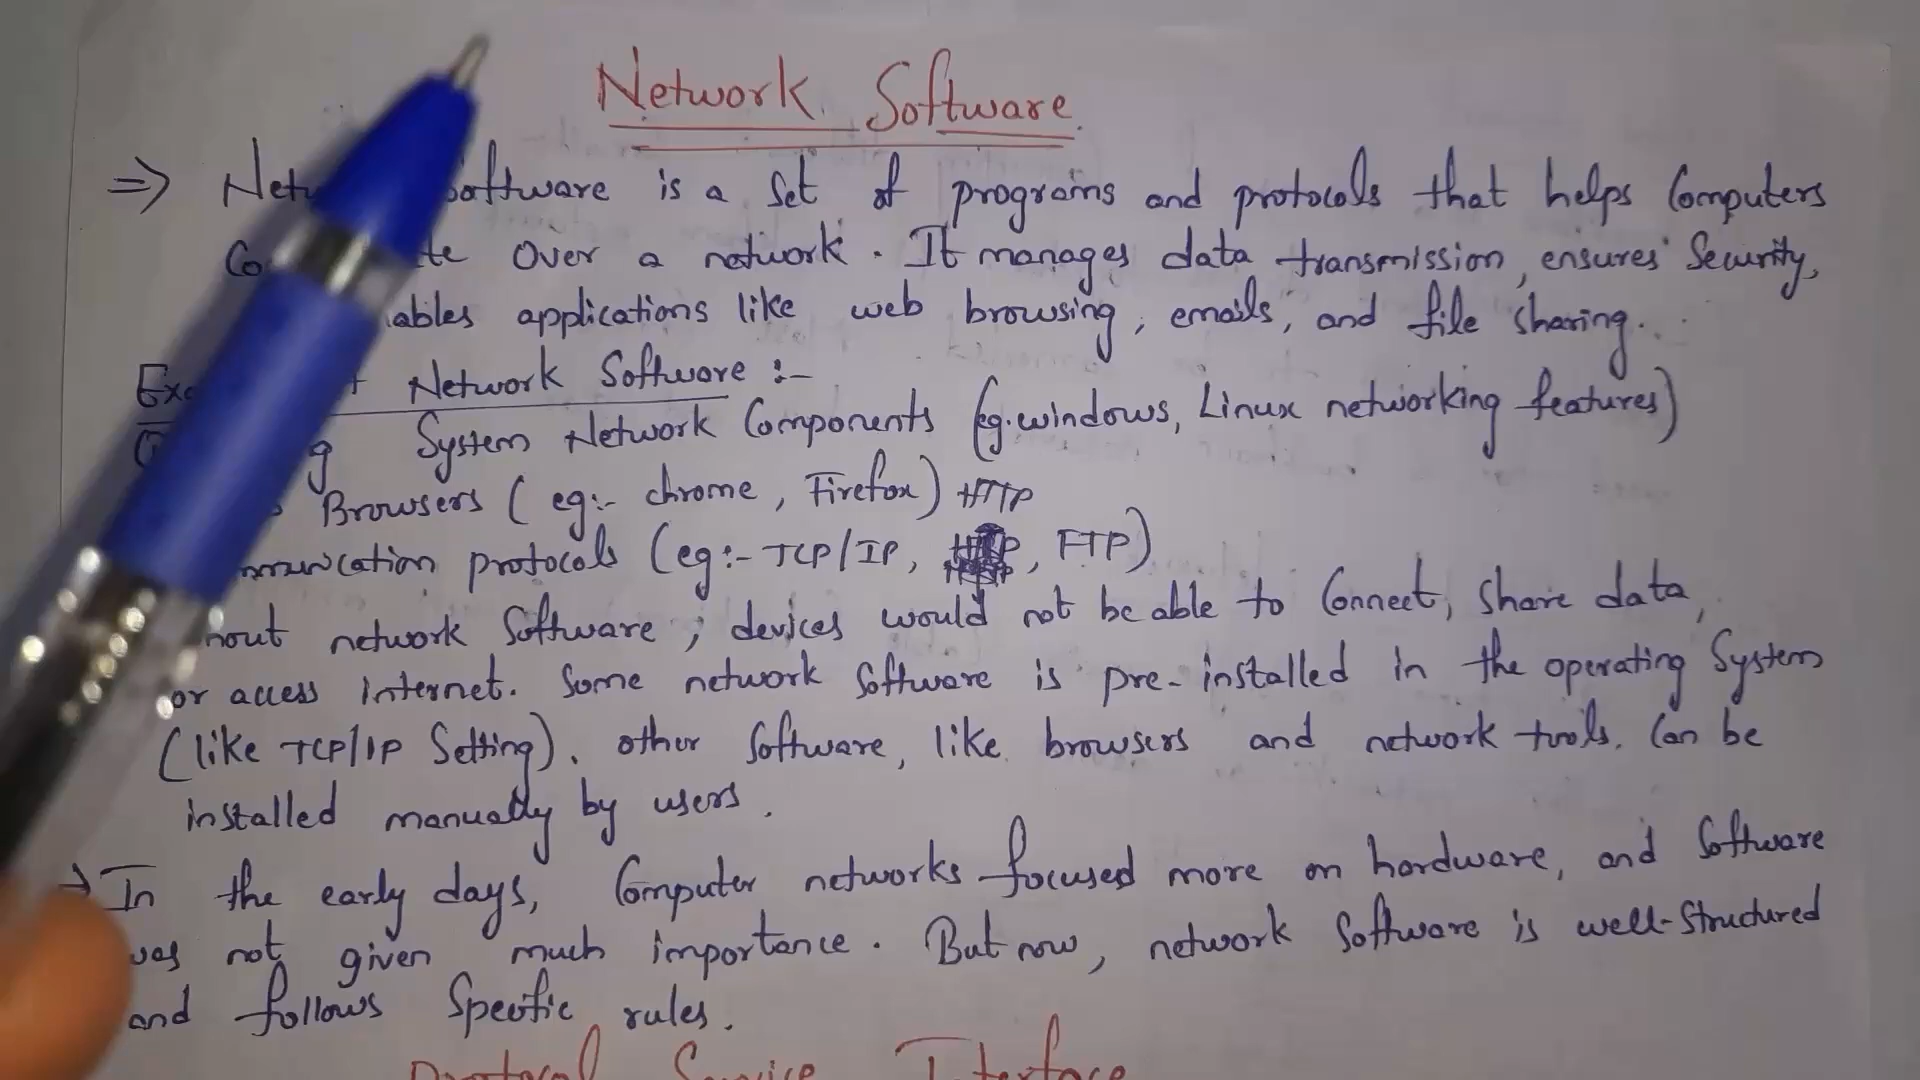 Network Software.
⇒ Software is a set of programs and protocols that helps Computers
over a network. It manages data transmission, ensures Security,
applications like web browsing, emails, and file sharing.
Network Software :-
System Network Components (eg. windows, Linux networking features)
Browsers ( eg:- chrome, Firefox) HTTP
protocols (eg:- TCP/IP, , FTP)
network Software, devices would not be able to Connect, Share data,
or access internet. Some network Software is pre-installed in the operating System
(like TCP/IP Setting). other Software, like browsers and network tools. Can be
installed manually by users.
→ In the early days, Computer networks focused more on hardware, and Software
was not given much importance. But now, network Software is well-Structured
and follows Specific rules.
Protocol Service Interface